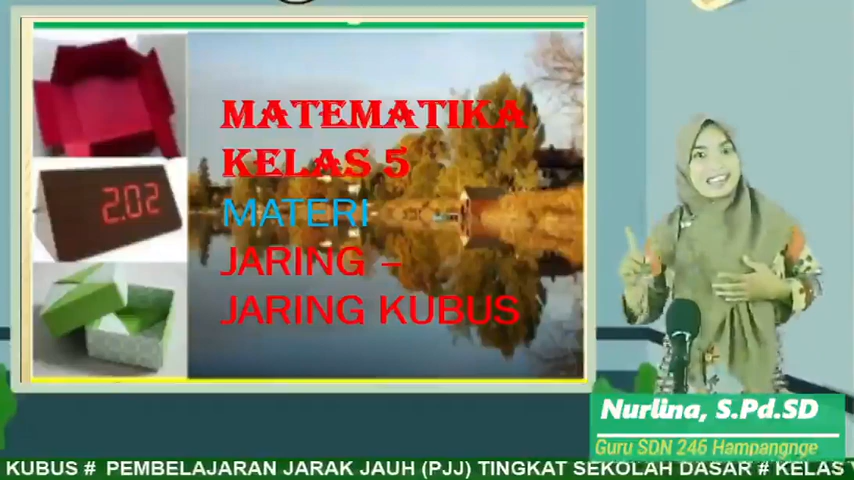 MATEMATIKA
KELAS 5
MATERI
JARING –
JARING KUBUS
2:02
Nurlina, S.Pd.SD
Guru SDN 246 Hampangnge
KUBUS # PEMBELAJARAN JARAK JAUH (PJJ) TINGKAT SEKOLAH DASAR # KELAS